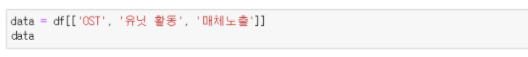 data = df[['OST', '유닛 활동', '매체노출']]
data